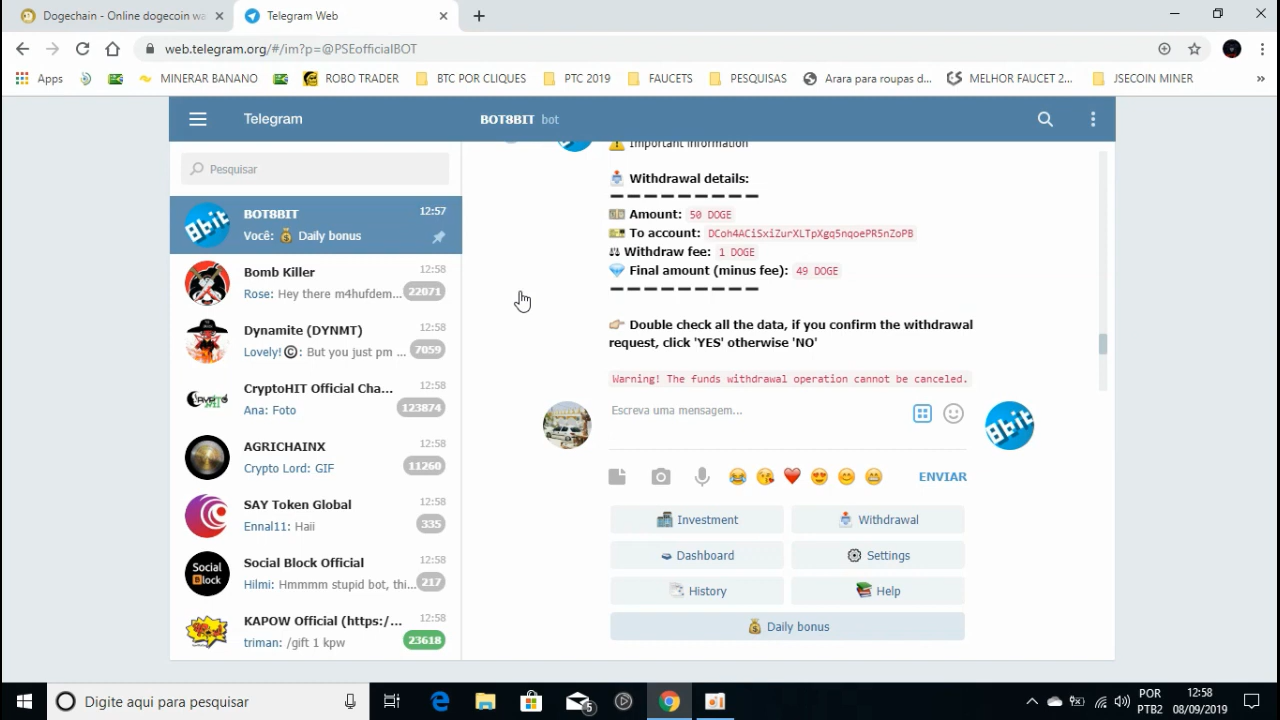 Dogechain - Online dogecoin wa
Telegram Web
web.telegram.org/#/im?p=@PSEofficialBOT
Apps
MINERAR BANANO
ROBO TRADER
BTC POR CLIQUES
PTC 2019
FAUCETS
PESQUISAS
Arara para roupas d...
MELHOR FAUCET 2...
JSECOIN MINER
»
Telegram
BOT8BIT bot
Pesquisar
8bit
BOT8BIT 12:57
Você: 💰 Daily bonus
Bomb Killer 12:58
Rose: Hey there m4hufdem... 22071
Dynamite (DYNMT) 12:58
Lovely!©: But you just pm ... 7059
CryptoHIT Official Cha... 12:58
Ana: Foto 123874
AGRICHAINX 12:58
Crypto Lord: GIF 11260
SAY Token Global 12:58
Ennal11: Haii 335
Social Block
Social Block Official 12:58
Hilmi: Hmmmm stupid bot, thi... 217
KAPOW Official (https:/... 12:58
triman: /gift 1 kpw 23618
⚠ Important information
📩 Withdrawal details:
— — — — — — — — —
💵 Amount: 50 DOGE
💳 To account: DCoh4ACiSxiZurXLTpXgq5nqoePR5nZoPB
⚖ Withdraw fee: 1 DOGE
💎 Final amount (minus fee): 49 DOGE
— — — — — — — — —
👉🏼 Double check all the data, if you confirm the withdrawal
request, click 'YES' otherwise 'NO'
Warning! The funds withdrawal operation cannot be canceled.
Escreva uma mensagem...
8bit
😂 😘 ❤ 😍 😊 😁 ENVIAR
Investment
Withdrawal
Dashboard
Settings
History
Help
💰 Daily bonus
Digite aqui para pesquisar
5
POR
PTB2
12:58
08/09/2019